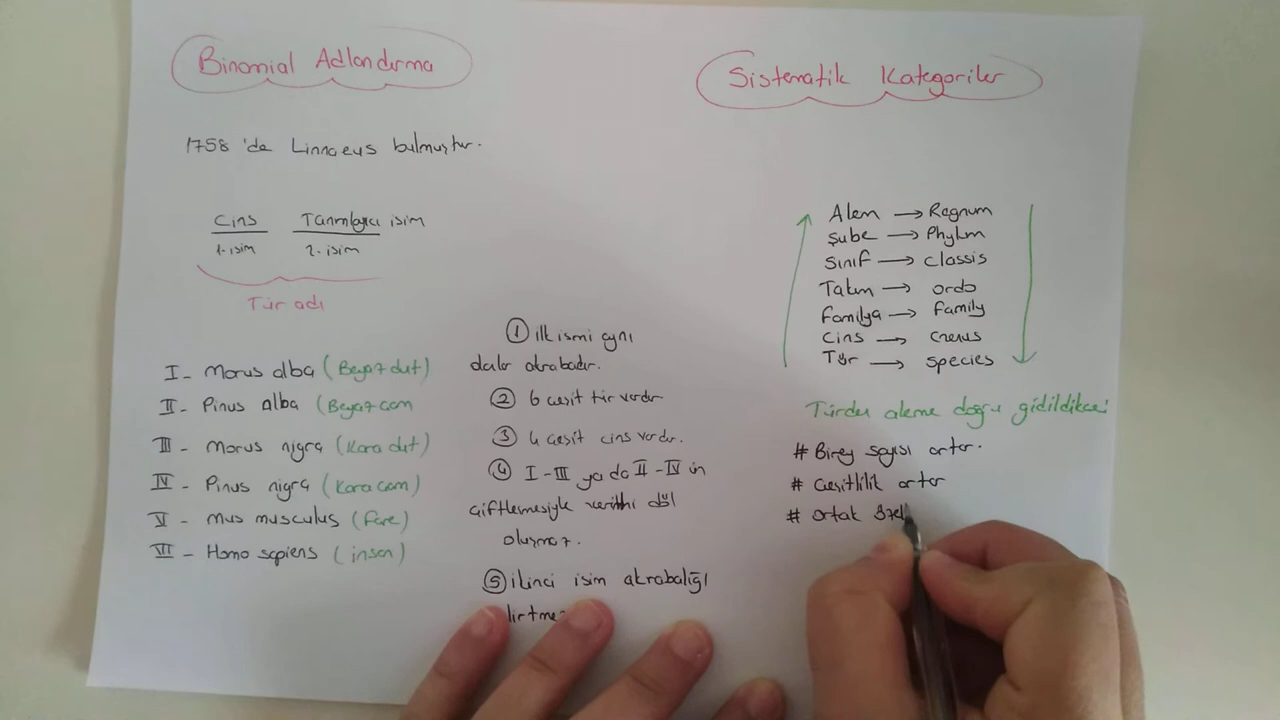 Binomial Adlandırma
1758 'de Linnaeus bulmuştur.
Cins Tanımlayıcı isim
1. isim 2. isim
Tür adı
I - Morus alba (Beyaz dut)
II - Pinus alba (Beyaz cam
III - Morus nigra (Kara dut)
IV - Pinus nigra (Kara cam)
V - Mus musculus (Fare)
VI - Homo sapiens (insan)
① ilk ismi aynı
olanlar akrabadır.
② 6 çeşit tür vardır
③ 4 çeşit cins vardır.
④ I - III ya da II - IV ün
çiftleşmesiyle verimli döl
oluşmaz.
⑤ ikinci isim akrabalığı
Sistematik Kategoriler
Alem → Regnum
Şube → Phylum
Sınıf → classis
Takım → ordo
Familya → Family
Cins → Genus
Tür → species
Türden aleme doğru gidildikçe:
# Birey sayısı artar.
# Çeşitlilik artar
# Ortak özel